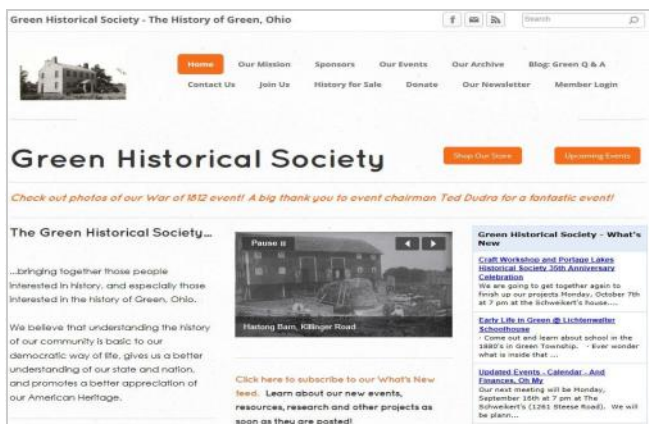 Green Historical Society - The History of Green, Ohio
Search
Home Our Mission Sponsors Our Events Our Archive Blog: Green Q & A
Contact Us Join Us History for Sale Donate Our Newsletter Member Login
Green Historical Society
Shop Our Store
Upcoming Events
Check out photos of our War of 1812 event! A big thank you to event chairman Ted Dudra for a fantastic event!
The Green Historical Society...
...bringing together those people
interested in history, and especially those
interested in the history of Green, Ohio.
We believe that understanding the history
of our community is basic to our
democratic way of life, gives us a better
understanding of our state and nation,
and promotes a better appreciation of
our American Heritage.
Pause II
Hartong Barn, Killinger Road
Click here to subscribe to our What's New
feed. Learn about our new events,
resources, research and other projects as
soon as they are posted!
Green Historical Society - What's
New
Craft Workshop and Portage Lakes
Historical Society 35th Anniversary
Celebration
We are going to get together again to
finish up our projects Monday, October 7th
at 7 pm at the Schweikert's house....
Early Life in Green @ Lichtenwalter
Schoolhouse
- Come out and learn about school in the
1880's in Green Township. - Ever wonder
what is inside that ...
Updated Events - Calendar - And
Finances, Oh My
Our next meeting will be Monday,
September 16th at 7 pm at The
Schweikert's (1261 Steese Road). We will
be plann...